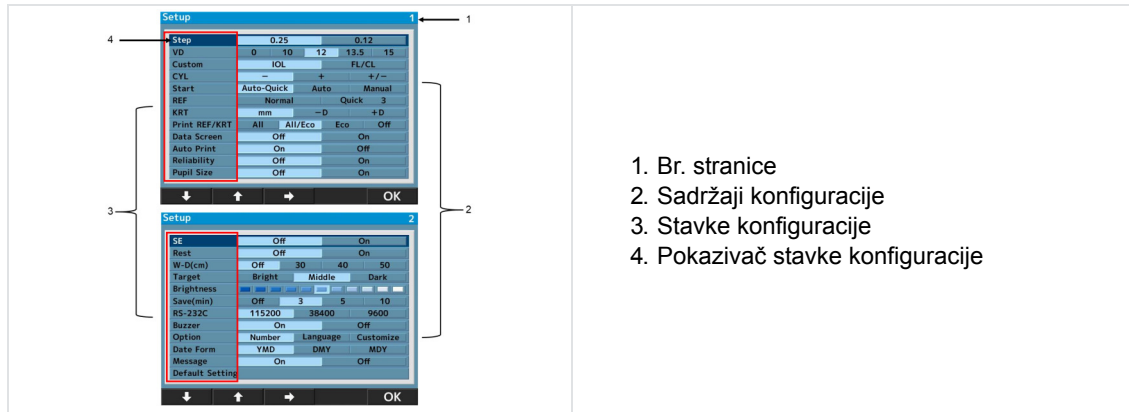 Setup 1
1
4
Step 0.25 0.12
VD 0 10 12 13.5 15
Custom IOL FL/CL
CYL − + +/−
Start Auto-Quick Auto Manual
REF Normal Quick 3
KRT mm −D +D
Print REF/KRT All All/Eco Eco Off
Data Screen Off On
Auto Print On Off
Reliability Off On
Pupil Size Off On
OK
3
2
Setup 2
SE Off On
Rest Off On
W-D(cm) Off 30 40 50
Target Bright Middle Dark
Brightness
Save(min) Off 3 5 10
RS-232C 115200 38400 9600
Buzzer On Off
Option Number Language Customize
Date Form YMD DMY MDY
Message On Off
Default Setting
OK
1. Br. stranice
2. Sadržaji konfiguracije
3. Stavke konfiguracije
4. Pokazivač stavke konfiguracije